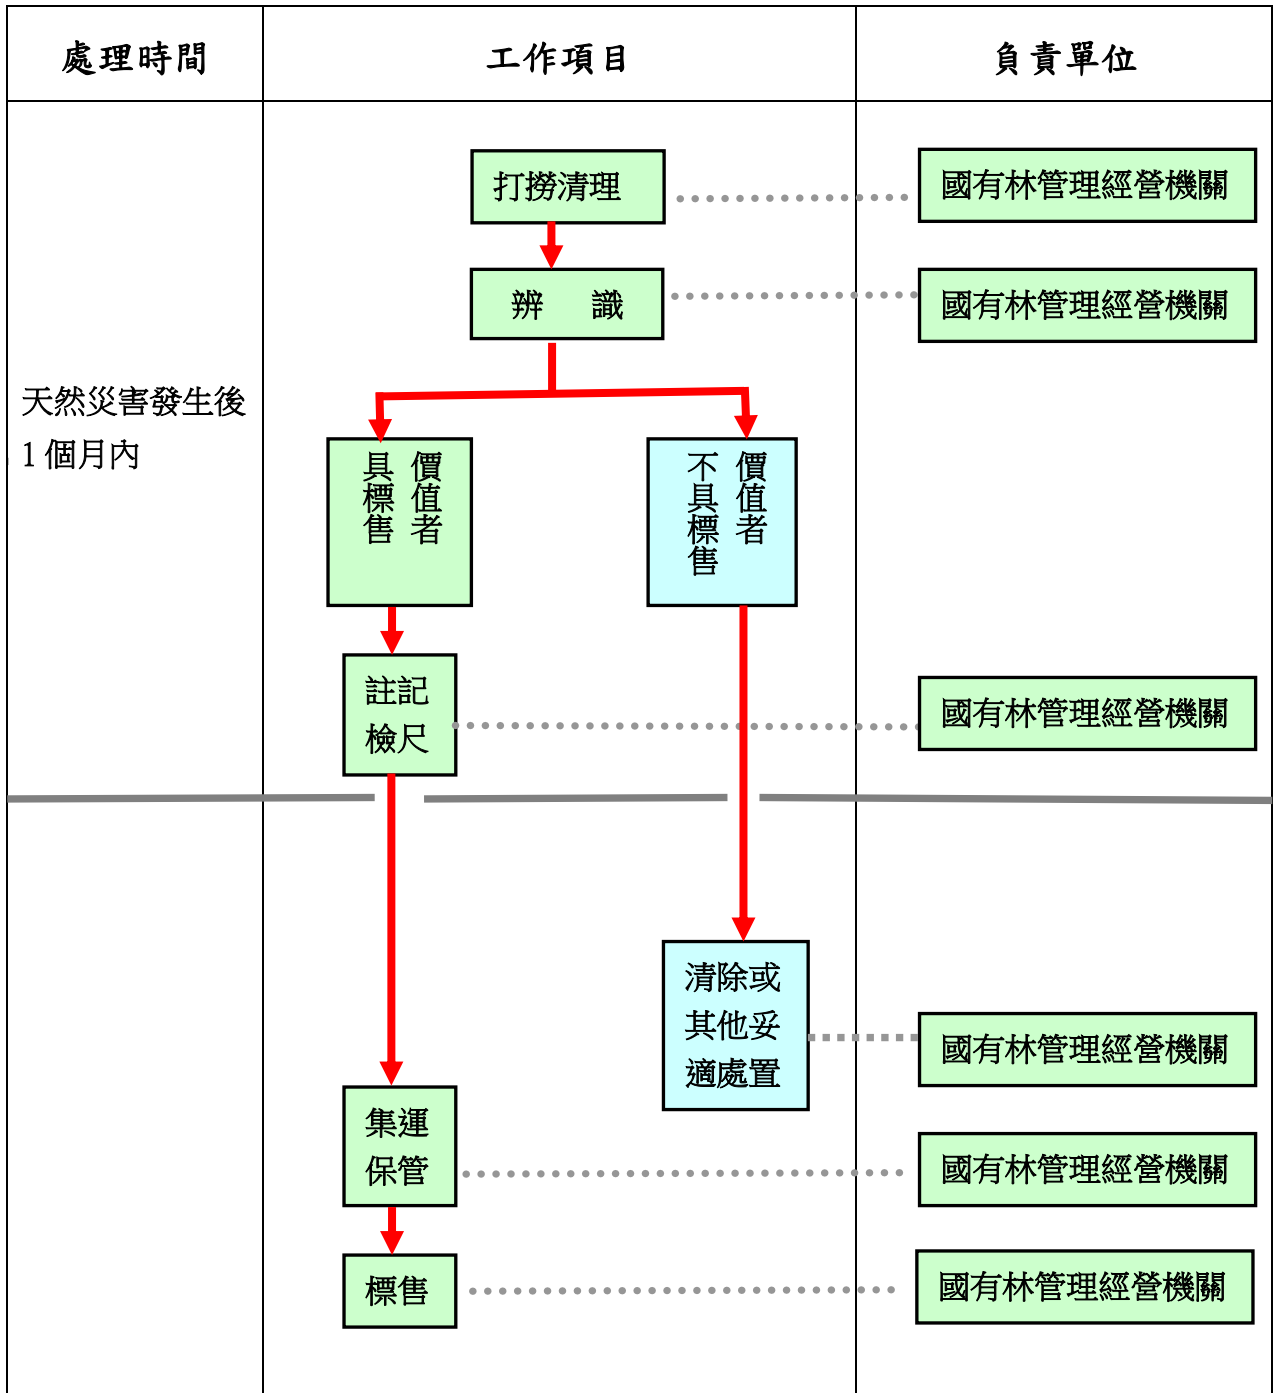 處理時間
工作項目
負責單位
打撈清理
國有林管理經營機關
辨 識
國有林管理經營機關
天然災害發生後
1 個月內
具標售
價值者
不具標售
價值者
註記
檢尺
國有林管理經營機關
清除或
其他妥
適處置
國有林管理經營機關
集運
保管
國有林管理經營機關
標售
國有林管理經營機關